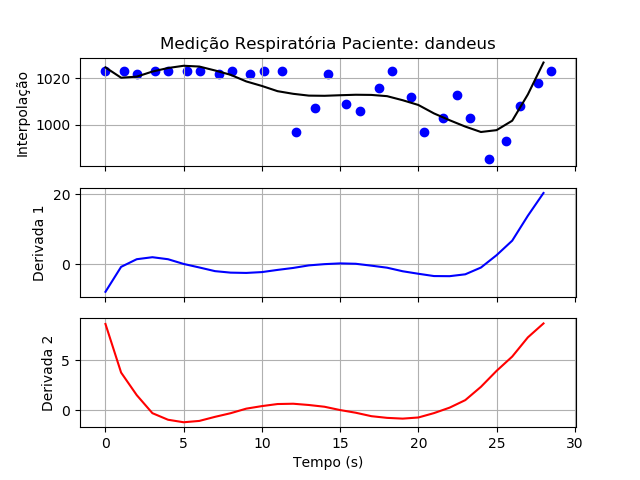 Medição Respiratória Paciente: dandeus
Interpolação
1020
1000
Derivada 1
20
0
Derivada 2
5
0
0 5 10 15 20 25 30
Tempo (s)